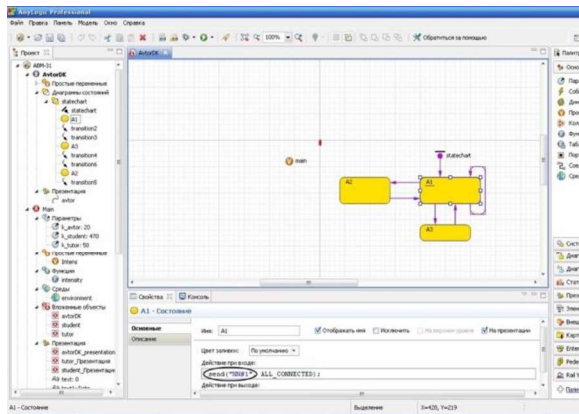 AnyLogic Professional
Файл Правка Панель Модель Окно Справка
100%
Обратиться за помощью
Проект
AvtorDK
Палитра
ABM-31
AvtorDK
Простые переменные
Диаграммы состояний
statechart
statechart
A1
transition2
transition3
A3
transition4
transition6
A2
transition5
Презентация
avtor
Main
Параметры
k_avtor: 20
k_student: 470
k_tutor: 50
Простые переменные
Intens
Функции
intensity
Среды
environment
Вложенные объекты
avtorDK
student
tutor
Презентация
avtorDK_presentation
tutor_Презентация
student_Презентация
text: 0
main
statechart
A2
A1
A3
Свойства
Консоль
A1 - Состояние
Основные
Описание
Имя: A1
Отображать имя
Исключить
На верхнем уровне
На презентации
Цвет заливки: По умолчанию
Действие при входе:
ALL_CONNECTED);
Действие при выходе:
A1 - Состояние
Выделение
X=428, Y=219